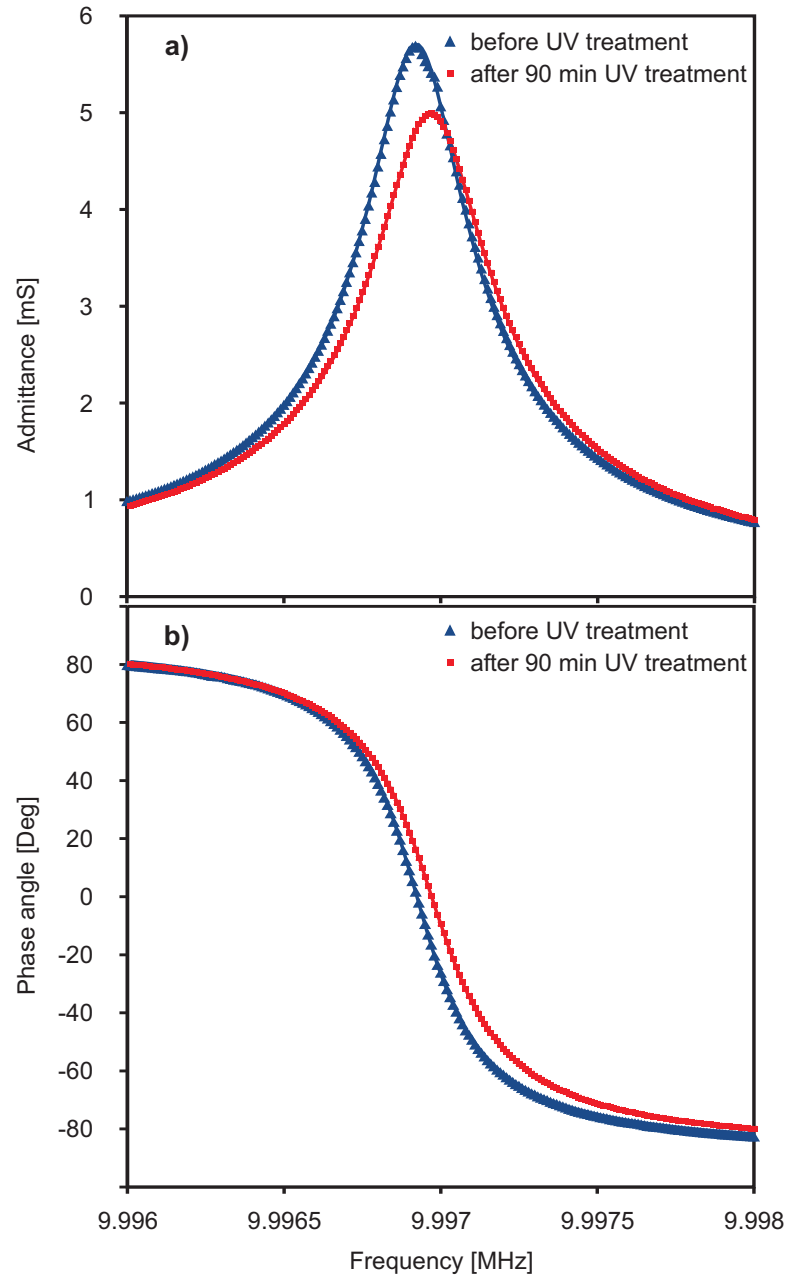 a)
before UV treatment
after 90 min UV treatment
6
5
4
3
2
1
0
Admittance [mS]
b)
before UV treatment
after 90 min UV treatment
80
60
40
20
0
-20
-40
-60
-80
Phase angle [Deg]
9.996 9.9965 9.997 9.9975 9.998
Frequency [MHz]